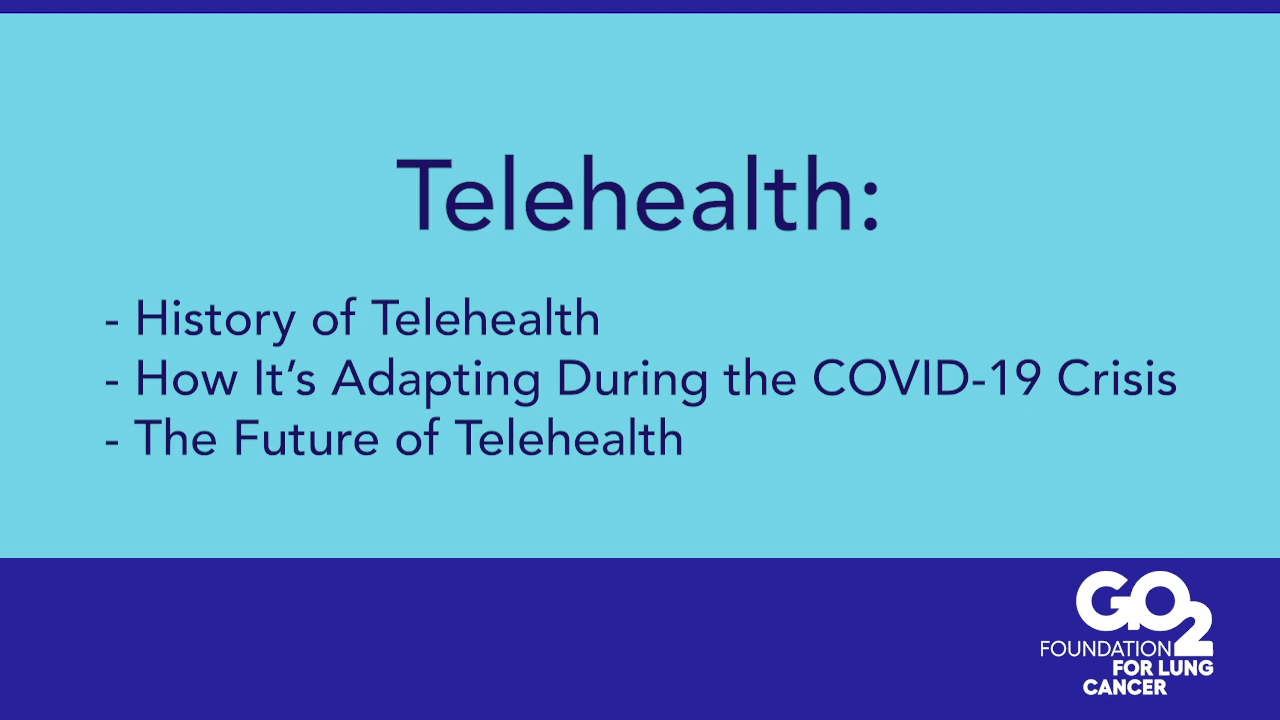 Telehealth:
- History of Telehealth
- How It’s Adapting During the COVID-19 Crisis
- The Future of Telehealth
GO2
FOUNDATION
FOR LUNG
CANCER